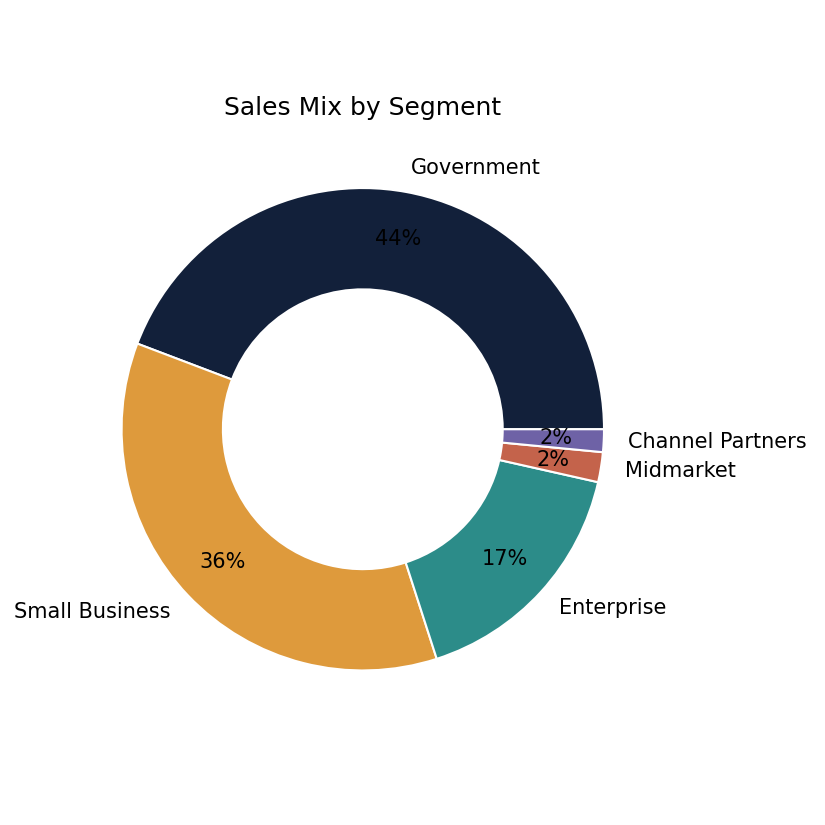 Sales Mix by Segment
Government
44%
2%
Channel Partners
2%
Midmarket
17%
36%
Enterprise
Small Business